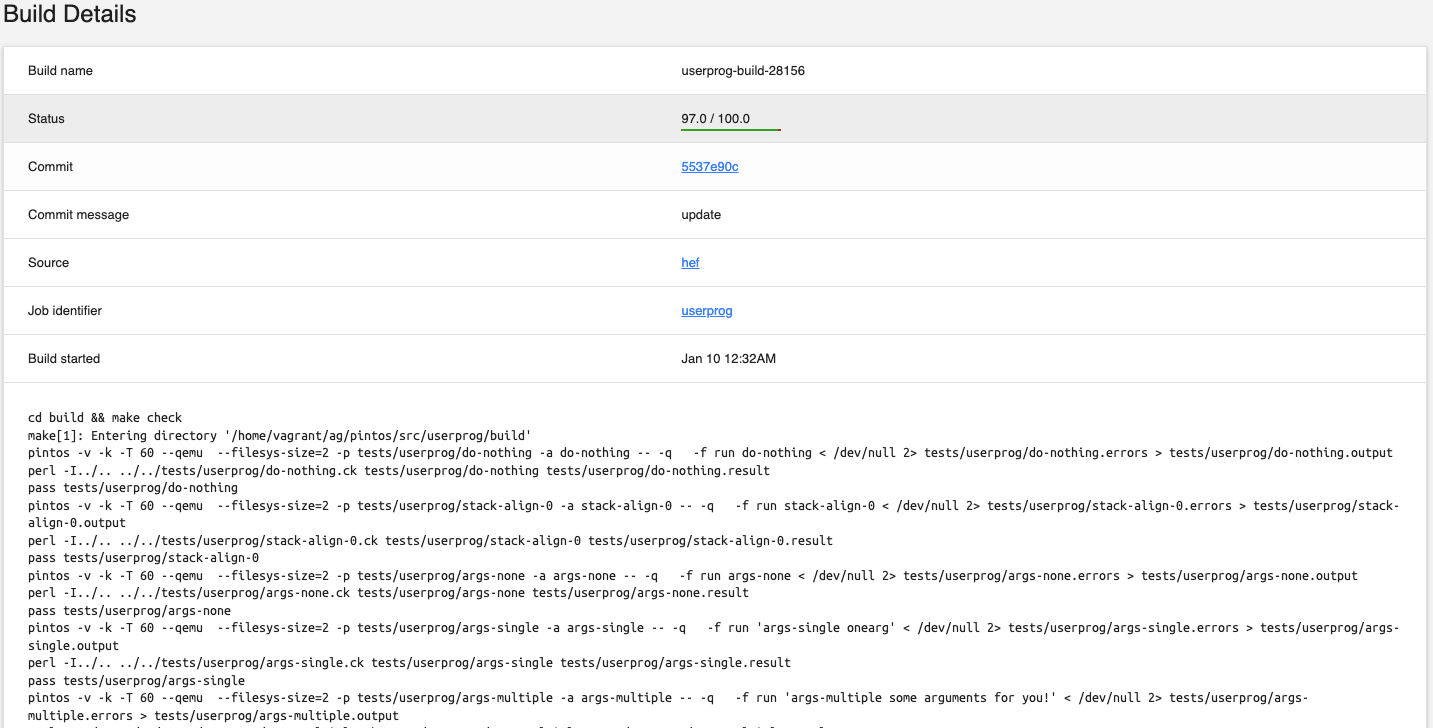 Build Details
Build name userprog-build-28156
Status 97.0 / 100.0
Commit 5537e90c
Commit message update
Source hef
Job identifier userprog
Build started Jan 10 12:32AM
cd build && make check
make[1]: Entering directory '/home/vagrant/ag/pintos/src/userprog/build'
pintos -v -k -T 60 --qemu  --filesys-size=2 -p tests/userprog/do-nothing -a do-nothing -- -q   -f run do-nothing < /dev/null 2> tests/userprog/do-nothing.errors > tests/userprog/do-nothing.output
perl -I../.. ../../tests/userprog/do-nothing.ck tests/userprog/do-nothing tests/userprog/do-nothing.result
pass tests/userprog/do-nothing
pintos -v -k -T 60 --qemu  --filesys-size=2 -p tests/userprog/stack-align-0 -a stack-align-0 -- -q   -f run stack-align-0 < /dev/null 2> tests/userprog/stack-align-0.errors > tests/userprog/stack-
align-0.output
perl -I../.. ../../tests/userprog/stack-align-0.ck tests/userprog/stack-align-0 tests/userprog/stack-align-0.result
pass tests/userprog/stack-align-0
pintos -v -k -T 60 --qemu  --filesys-size=2 -p tests/userprog/args-none -a args-none -- -q   -f run args-none < /dev/null 2> tests/userprog/args-none.errors > tests/userprog/args-none.output
perl -I../.. ../../tests/userprog/args-none.ck tests/userprog/args-none tests/userprog/args-none.result
pass tests/userprog/args-none
pintos -v -k -T 60 --qemu  --filesys-size=2 -p tests/userprog/args-single -a args-single -- -q   -f run 'args-single onearg' < /dev/null 2> tests/userprog/args-single.errors > tests/userprog/args-
single.output
perl -I../.. ../../tests/userprog/args-single.ck tests/userprog/args-single tests/userprog/args-single.result
pass tests/userprog/args-single
pintos -v -k -T 60 --qemu  --filesys-size=2 -p tests/userprog/args-multiple -a args-multiple -- -q   -f run 'args-multiple some arguments for you!' < /dev/null 2> tests/userprog/args-
multiple.errors > tests/userprog/args-multiple.output